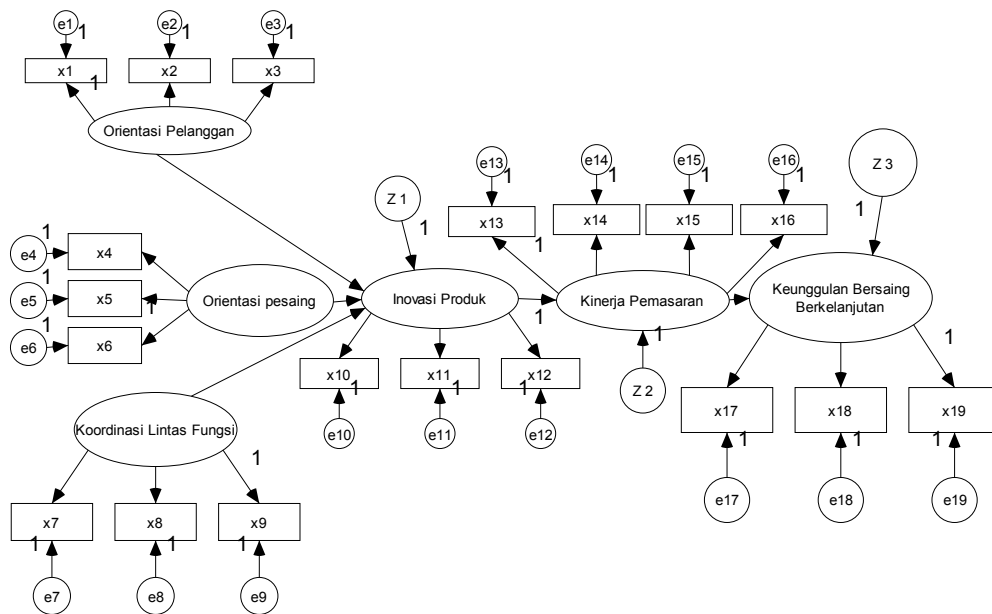 e1 1 e2 1 e3 1
x1 1 x2 x3
Orientasi Pelanggan
e4 1 x4
e5 1 x5 1
e6 1 x6
Orientasi pesaing
Koordinasi Lintas Fungsi
1
x7 1 x8 1 x9 1
e7 e8 e9
Z 1
1
Inovasi Produk
1
x10 1 x11 1 x12 1
e10 e11 e12
e13 1 e14 1 e15 1 e16 1
x13 x14 x15 x16
1
Kinerja Pemasaran
1
Z 2
Z 3
1
Keunggulan Bersaing
Berkelanjutan
1
x17 1 x18 1 x19 1
e17 e18 e19